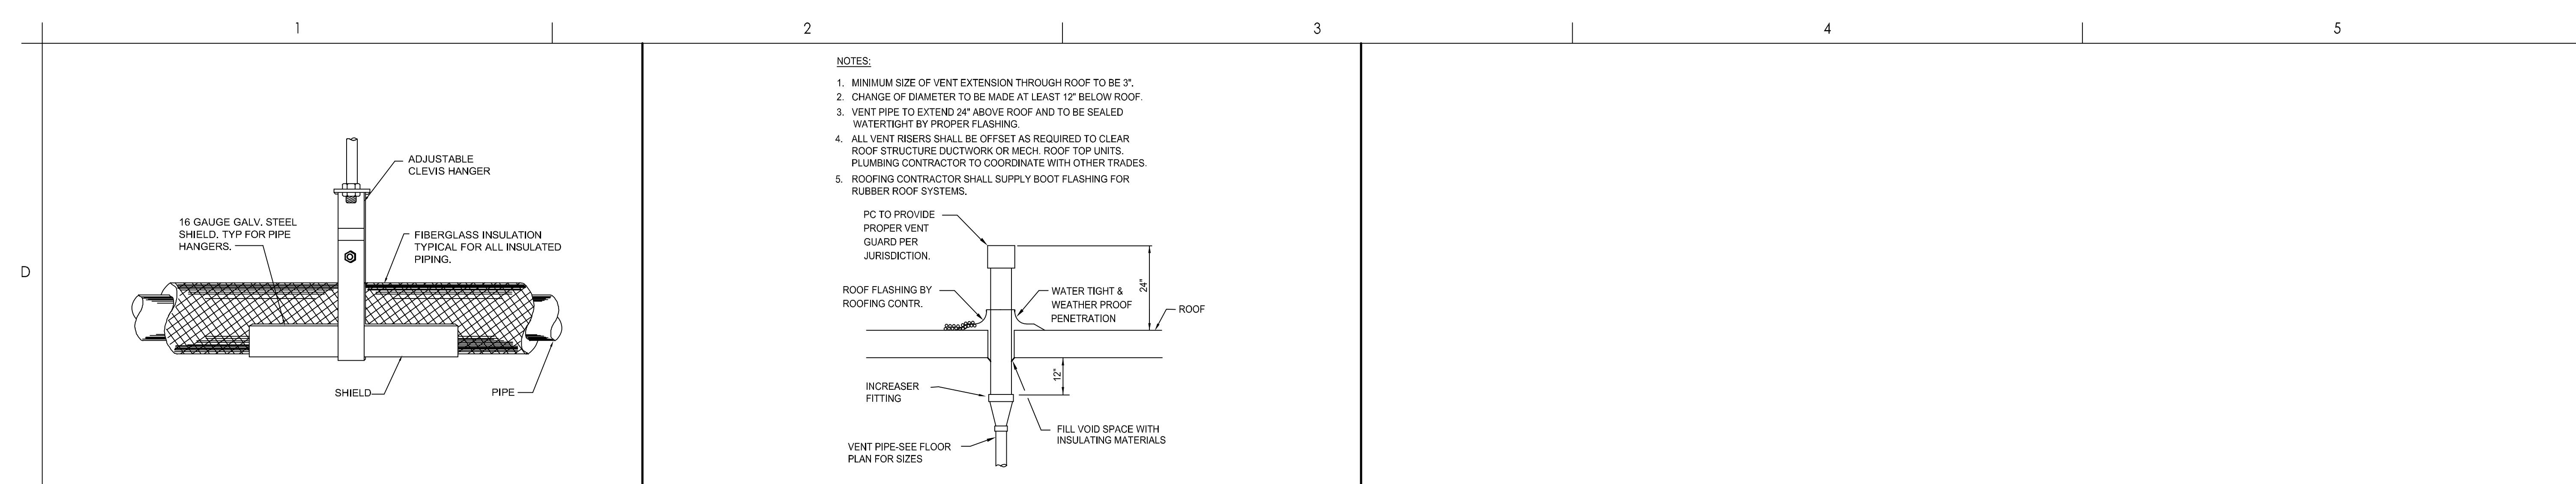 1
2
3
4
5
D
ADJUSTABLE
CLEVIS HANGER
16 GAUGE GALV. STEEL
SHIELD. TYP FOR PIPE
HANGERS.
FIBERGLASS INSULATION
TYPICAL FOR ALL INSULATED
PIPING.
SHIELD
PIPE
NOTES:
1. MINIMUM SIZE OF VENT EXTENSION THROUGH ROOF TO BE 3".
2. CHANGE OF DIAMETER TO BE MADE AT LEAST 12" BELOW ROOF.
3. VENT PIPE TO EXTEND 24" ABOVE ROOF AND TO BE SEALED
WATERTIGHT BY PROPER FLASHING.
4. ALL VENT RISERS SHALL BE OFFSET AS REQUIRED TO CLEAR
ROOF STRUCTURE DUCTWORK OR MECH. ROOF TOP UNITS.
PLUMBING CONTRACTOR TO COORDINATE WITH OTHER TRADES.
5. ROOFING CONTRACTOR SHALL SUPPLY BOOT FLASHING FOR
RUBBER ROOF SYSTEMS.
PC TO PROVIDE
PROPER VENT
GUARD PER
JURISDICTION.
24"
ROOF FLASHING BY
ROOFING CONTR.
WATER TIGHT &
WEATHER PROOF
PENETRATION
ROOF
12"
INCREASER
FITTING
FILL VOID SPACE WITH
INSULATING MATERIALS
VENT PIPE-SEE FLOOR
PLAN FOR SIZES